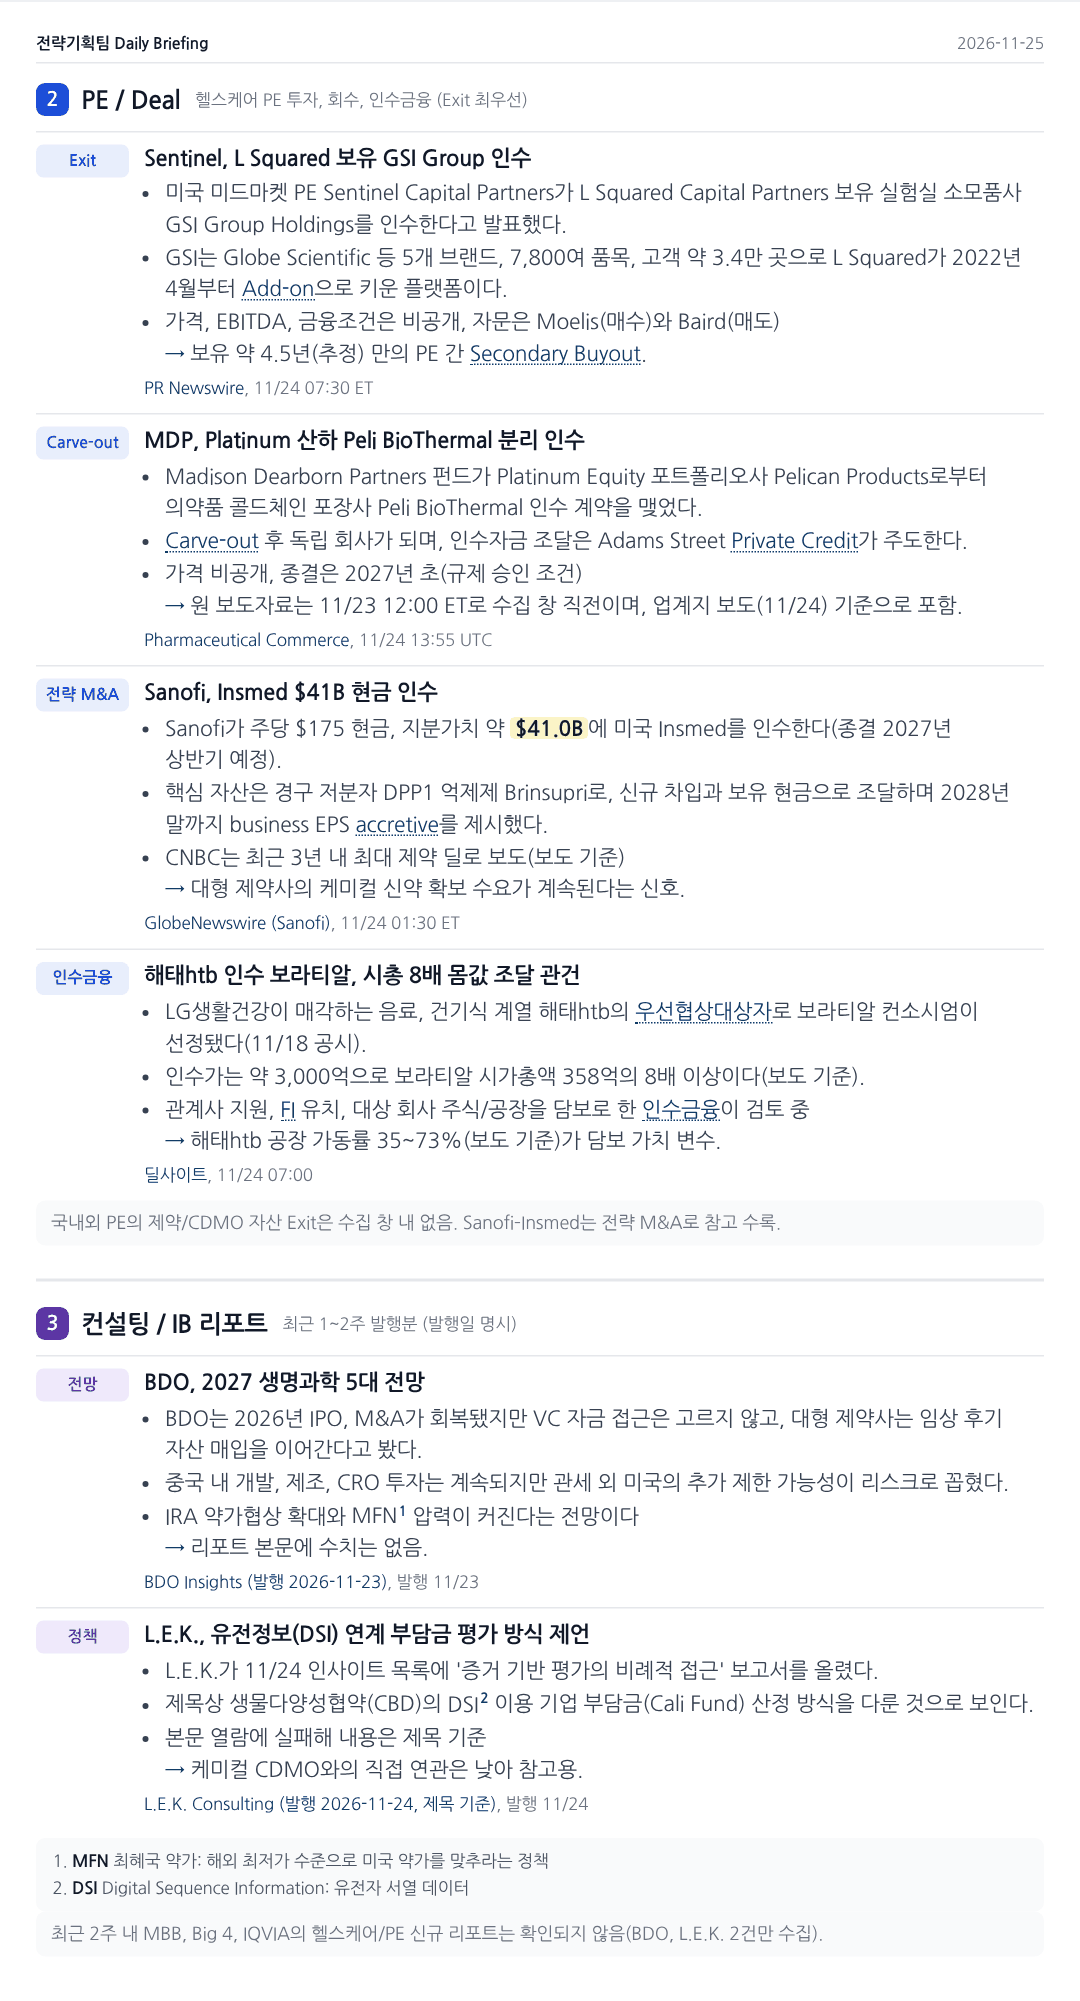 전략기획팀 Daily Briefing
2026-11-25
2 PE / Deal 헬스케어 PE 투자, 회수, 인수금융 (Exit 최우선)
Exit
Sentinel, L Squared 보유 GSI Group 인수
• 미국 미드마켓 PE Sentinel Capital Partners가 L Squared Capital Partners 보유 실험실 소모품사
GSI Group Holdings를 인수한다고 발표했다.
• GSI는 Globe Scientific 등 5개 브랜드, 7,800여 품목, 고객 약 3.4만 곳으로 L Squared가 2022년
4월부터 Add-on으로 키운 플랫폼이다.
• 가격, EBITDA, 금융조건은 비공개, 자문은 Moelis(매수)와 Baird(매도)
→ 보유 약 4.5년(추정) 만의 PE 간 Secondary Buyout.
PR Newswire, 11/24 07:30 ET
Carve-out
MDP, Platinum 산하 Peli BioThermal 분리 인수
• Madison Dearborn Partners 펀드가 Platinum Equity 포트폴리오사 Pelican Products로부터
의약품 콜드체인 포장사 Peli BioThermal 인수 계약을 맺었다.
• Carve-out 후 독립 회사가 되며, 인수자금 조달은 Adams Street Private Credit가 주도한다.
• 가격 비공개, 종결은 2027년 초(규제 승인 조건)
→ 원 보도자료는 11/23 12:00 ET로 수집 창 직전이며, 업계지 보도(11/24) 기준으로 포함.
Pharmaceutical Commerce, 11/24 13:55 UTC
전략 M&A
Sanofi, Insmed $41B 현금 인수
• Sanofi가 주당 $175 현금, 지분가치 약 $41.0B에 미국 Insmed를 인수한다(종결 2027년
상반기 예정).
• 핵심 자산은 경구 저분자 DPP1 억제제 Brinsupri로, 신규 차입과 보유 현금으로 조달하며 2028년
말까지 business EPS accretive를 제시했다.
• CNBC는 최근 3년 내 최대 제약 딜로 보도(보도 기준)
→ 대형 제약사의 케미컬 신약 확보 수요가 계속된다는 신호.
GlobeNewswire (Sanofi), 11/24 01:30 ET
인수금융
해태htb 인수 보라티알, 시총 8배 몸값 조달 관건
• LG생활건강이 매각하는 음료, 건기식 계열 해태htb의 우선협상대상자로 보라티알 컨소시엄이
선정됐다(11/18 공시).
• 인수가는 약 3,000억으로 보라티알 시가총액 358억의 8배 이상이다(보도 기준).
• 관계사 지원, FI 유치, 대상 회사 주식/공장을 담보로 한 인수금융이 검토 중
→ 해태htb 공장 가동률 35~73%(보도 기준)가 담보 가치 변수.
딜사이트, 11/24 07:00
국내외 PE의 제약/CDMO 자산 Exit은 수집 창 내 없음. Sanofi-Insmed는 전략 M&A로 참고 수록.
3 컨설팅 / IB 리포트 최근 1~2주 발행분 (발행일 명시)
전망
BDO, 2027 생명과학 5대 전망
• BDO는 2026년 IPO, M&A가 회복됐지만 VC 자금 접근은 고르지 않고, 대형 제약사는 임상 후기
자산 매입을 이어간다고 봤다.
• 중국 내 개발, 제조, CRO 투자는 계속되지만 관세 외 미국의 추가 제한 가능성이 리스크로 꼽혔다.
• IRA 약가협상 확대와 MFN¹ 압력이 커진다는 전망이다
→ 리포트 본문에 수치는 없음.
BDO Insights (발행 2026-11-23), 발행 11/23
정책
L.E.K., 유전정보(DSI) 연계 부담금 평가 방식 제언
• L.E.K.가 11/24 인사이트 목록에 '증거 기반 평가의 비례적 접근' 보고서를 올렸다.
• 제목상 생물다양성협약(CBD)의 DSI² 이용 기업 부담금(Cali Fund) 산정 방식을 다룬 것으로 보인다.
• 본문 열람에 실패해 내용은 제목 기준
→ 케미컬 CDMO와의 직접 연관은 낮아 참고용.
L.E.K. Consulting (발행 2026-11-24, 제목 기준), 발행 11/24
1. MFN 최혜국 약가: 해외 최저가 수준으로 미국 약가를 맞추라는 정책
2. DSI Digital Sequence Information: 유전자 서열 데이터
최근 2주 내 MBB, Big 4, IQVIA의 헬스케어/PE 신규 리포트는 확인되지 않음(BDO, L.E.K. 2건만 수집).